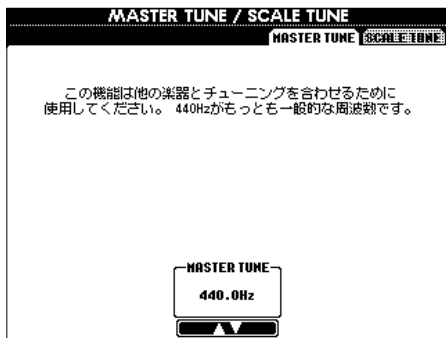 MASTER TUNE / SCALE TUNE
MASTER TUNE SCALE TUNE
この機能は他の楽器とチューニングを合わせるために
使用してください。 440Hzがもっとも一般的な周波数です。
MASTER TUNE
440.0Hz
▲▼